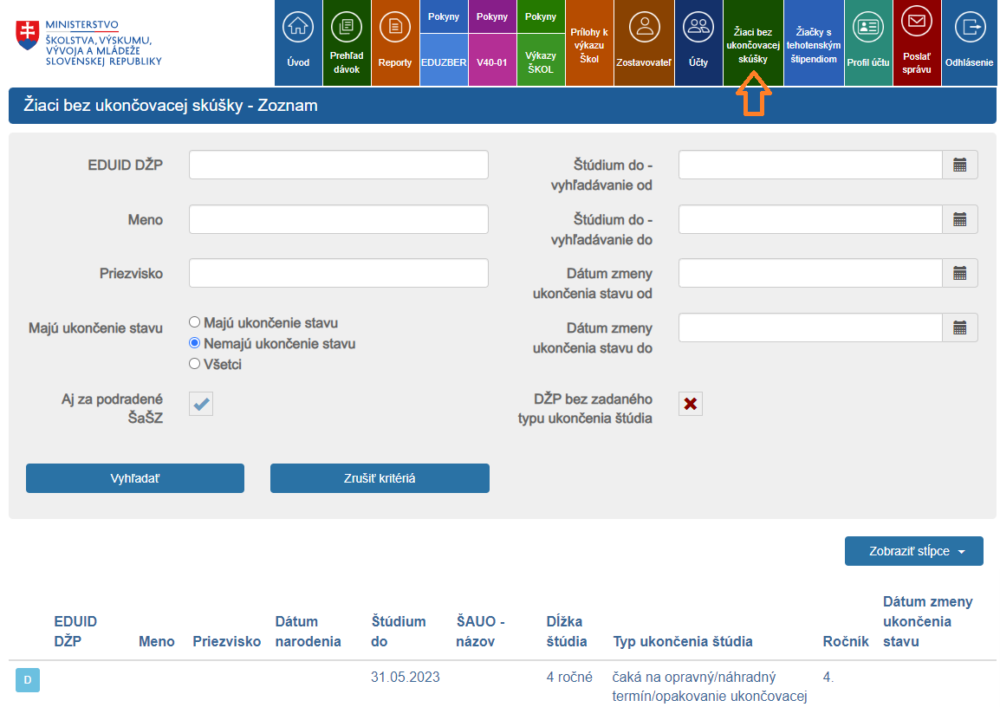 MINISTERSTVO
ŠKOLSTVA, VÝSKUMU,
VÝVOJA A MLÁDEŽE
SLOVENSKEJ REPUBLIKY
Úvod
Prehľad
dávok
Reporty
Pokyny
EDUZBER
Pokyny
V40-01
Pokyny
Výkazy
ŠKOL
Prílohy k
výkazu
Škol
Zostavovateľ
Účty
Žiaci bez
ukončovacej
skúšky
Žiačky s
tehotenským
štipendiom
Profil účtu
Poslať
správu
Odhlásenie
Žiaci bez ukončovacej skúšky - Zoznam
EDUID DŽP
Štúdium do -
vyhľadávanie od
Meno
Štúdium do -
vyhľadávanie do
Priezvisko
Dátum zmeny
ukončenia stavu od
Majú ukončenie stavu
Majú ukončenie stavu
Nemajú ukončenie stavu
Všetci
Dátum zmeny
ukončenia stavu do
Aj za podradené
ŠaŠZ
DŽP bez zadaného
typu ukončenia štúdia
Vyhľadať
Zrušiť kritériá
Zobraziť stĺpce
EDUID
DŽP
Meno
Priezvisko
Dátum
narodenia
Štúdium
do
ŠAUO -
názov
Dĺžka
štúdia
Typ ukončenia štúdia
Ročník
Dátum zmeny
ukončenia
stavu
D
31.05.2023
4 ročné
čaká na opravný/náhradný
termín/opakovanie ukončovacej
4.